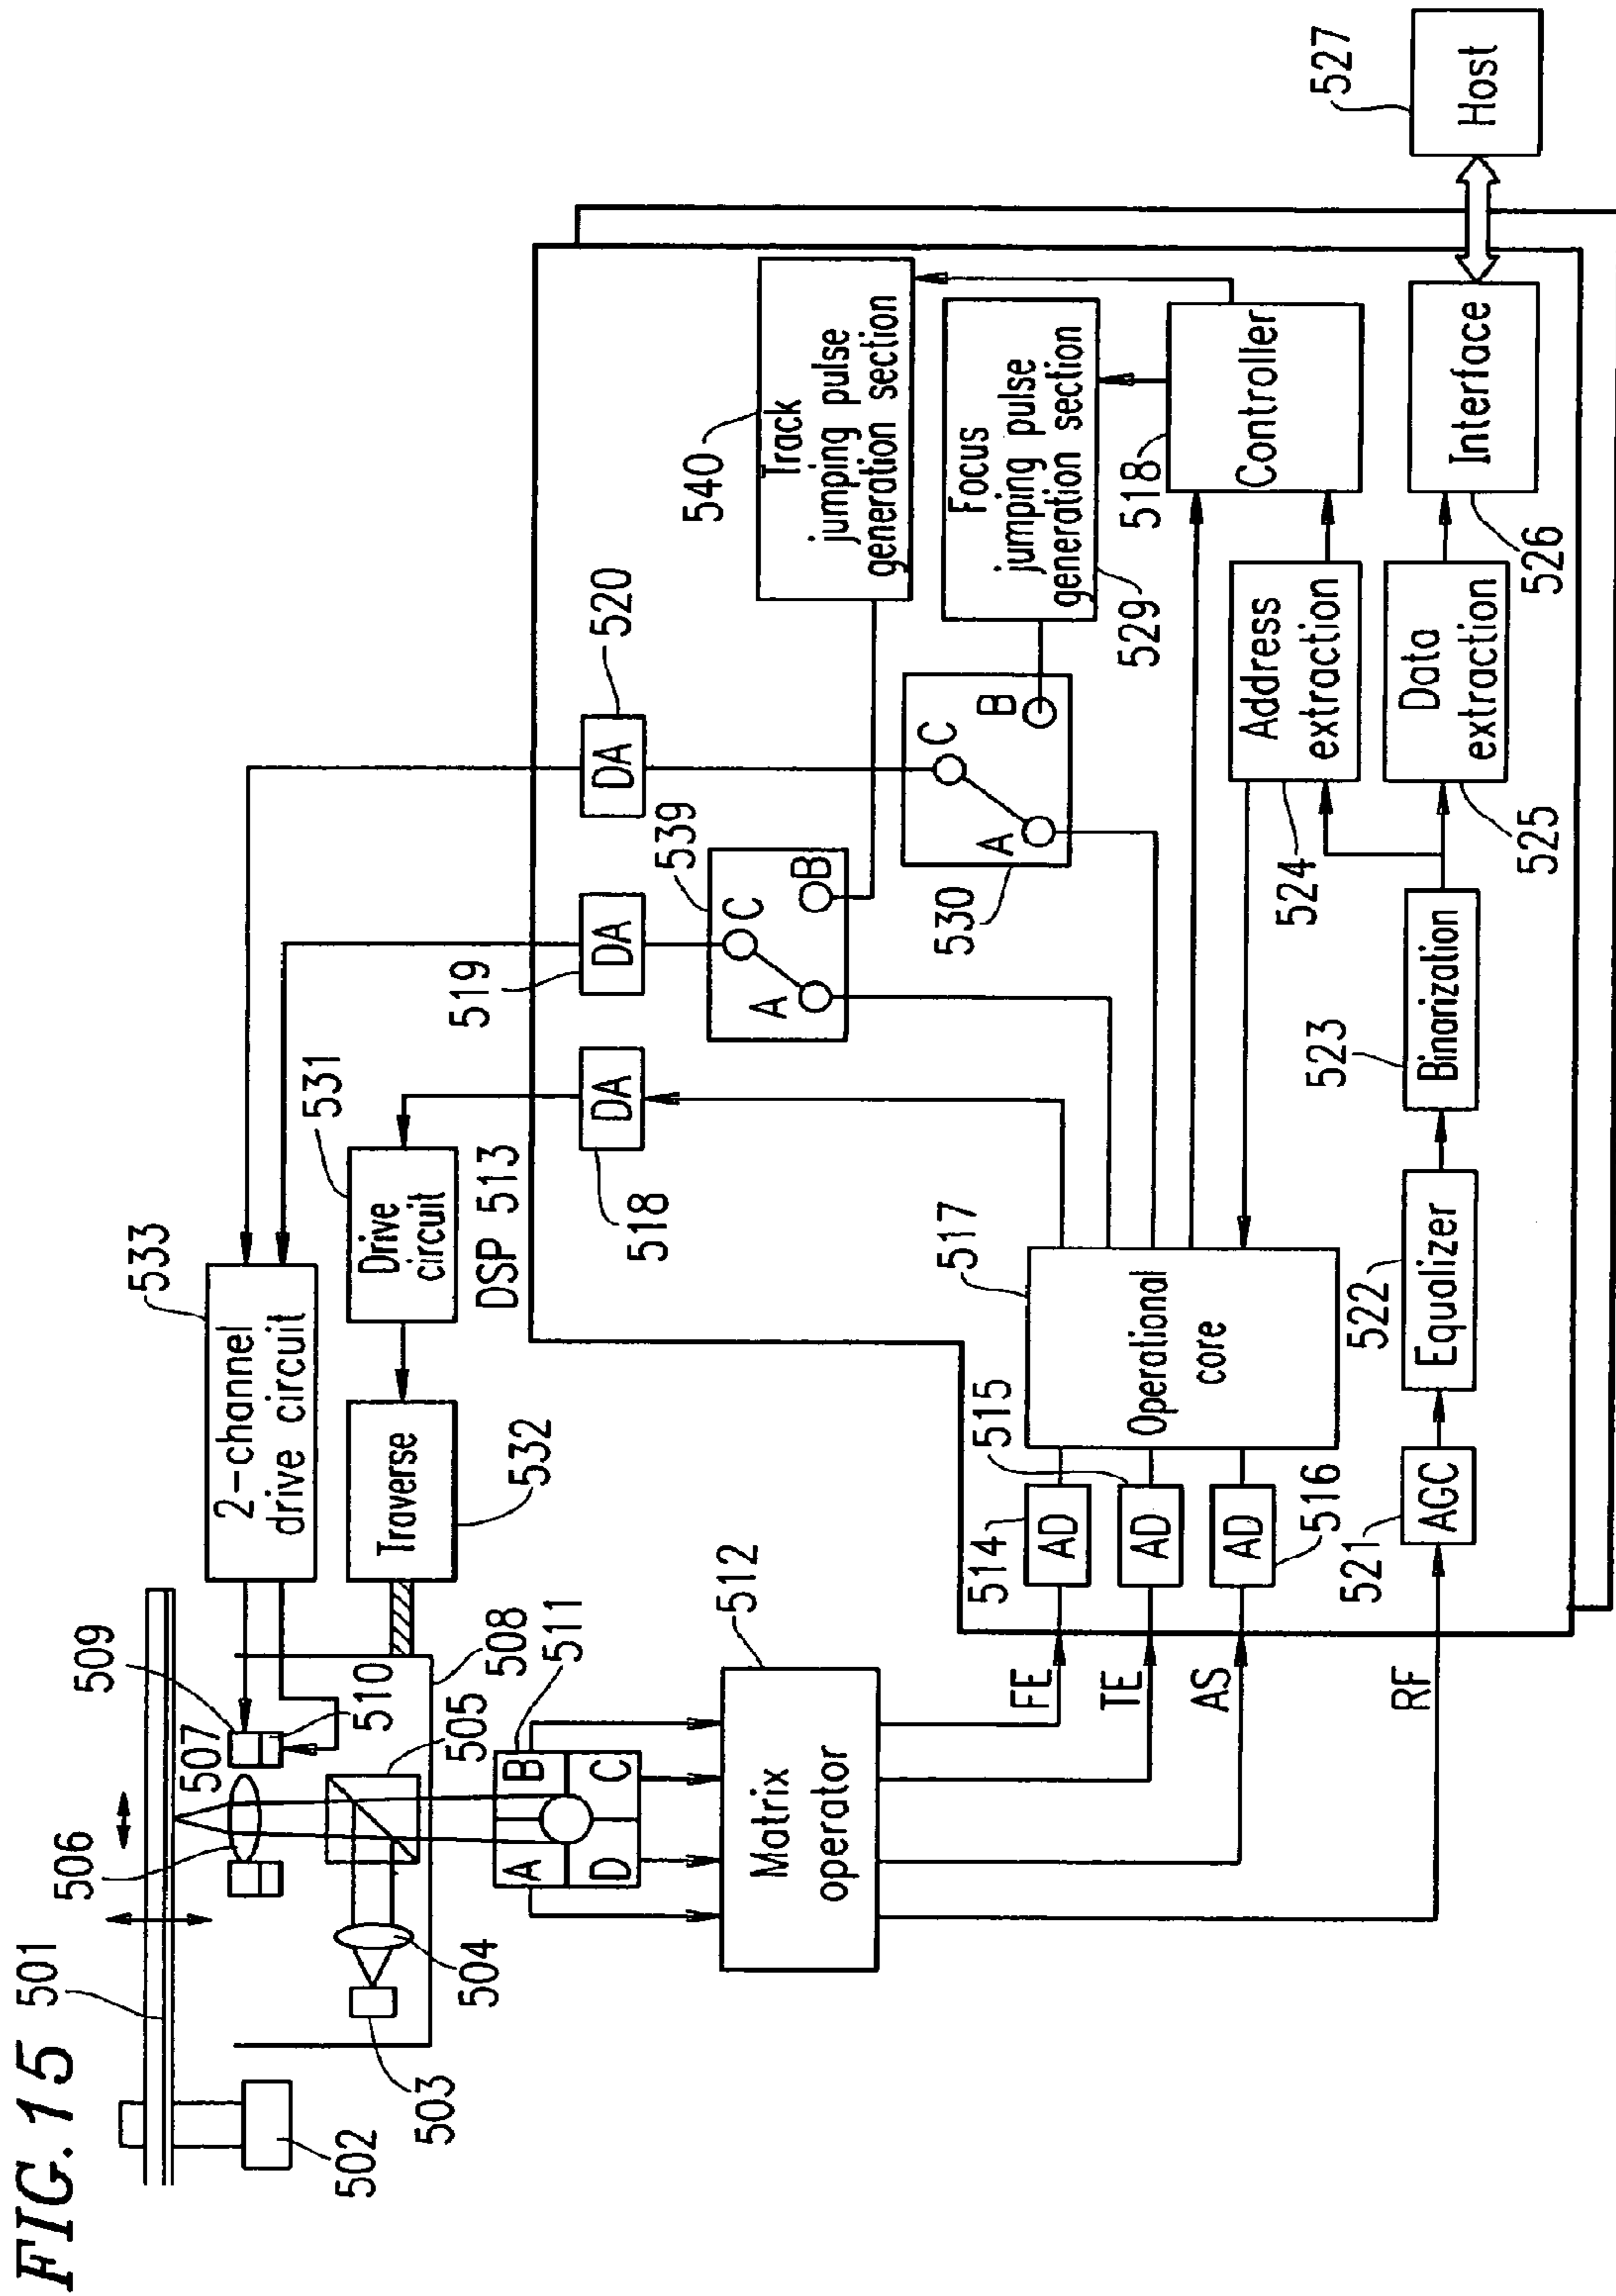 FIG. 15
501
502
503
504
505
506
507
508
509
510
511
A
B
C
D
533
2-channel
drive circuit
532
Traverse
531
Drive
circuit
DSP 513
512
Matrix
operator
FE
TE
AS
RF
514
AD
515
AD
516
AD
517
Operational
core
518
DA
519
DA
520
DA
539
A
C
B
530
A
C
B
540
Track
jumping pulse
generation section
529
Focus
jumping pulse
generation section
518
Controller
524
Address
extraction
525
Data
extraction
521
AGC
522
Equalizer
523
Binarization
526
Interface
527
Host